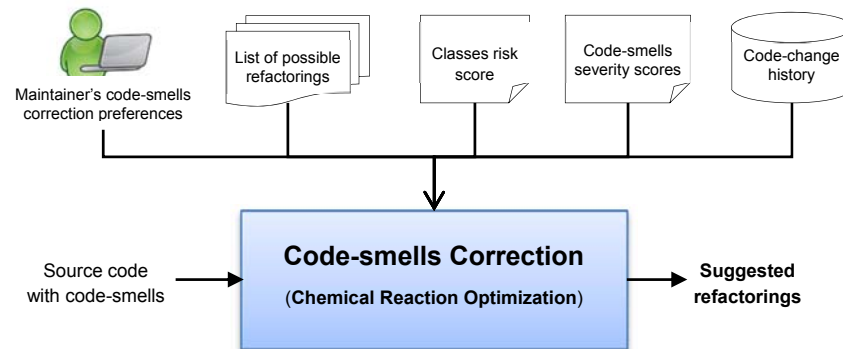 Maintainer's code-smells
correction preferences
List of possible
refactorings
Classes risk
score
Code-smells
severity scores
Code-change
history
Source code
with code-smells
Code-smells Correction
(Chemical Reaction Optimization)
Suggested
refactorings